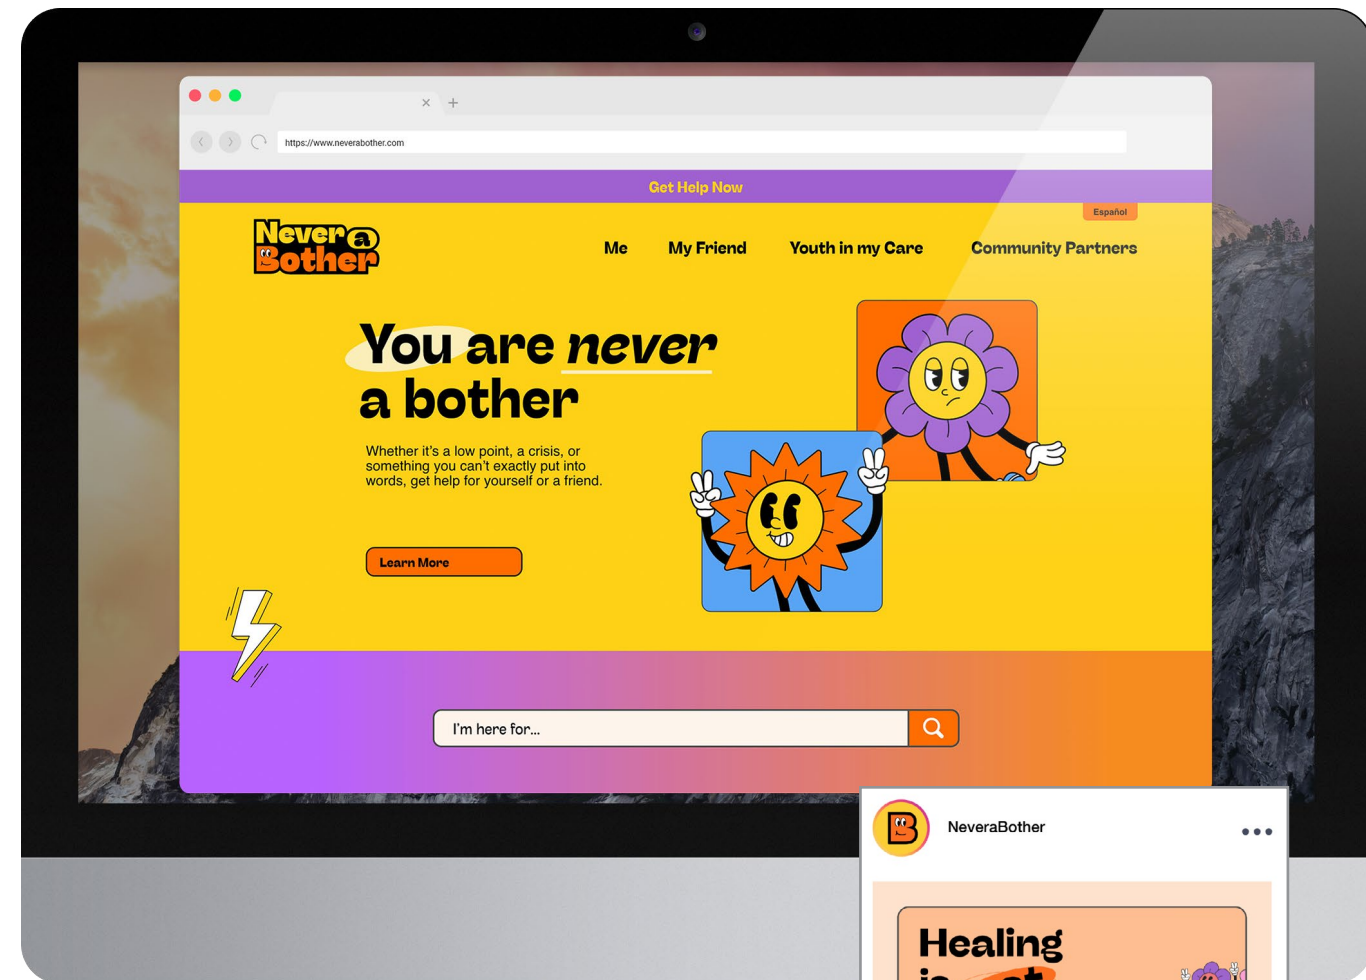 https://www.neverabother.com
Get Help Now
Español
Never a
Bother
Me My Friend Youth in my Care Community Partners
You are never
a bother
Whether it's a low point, a crisis, or
something you can't exactly put into
words, get help for yourself or a friend.
Learn More
I'm here for...
B NeveraBother
Healing
is